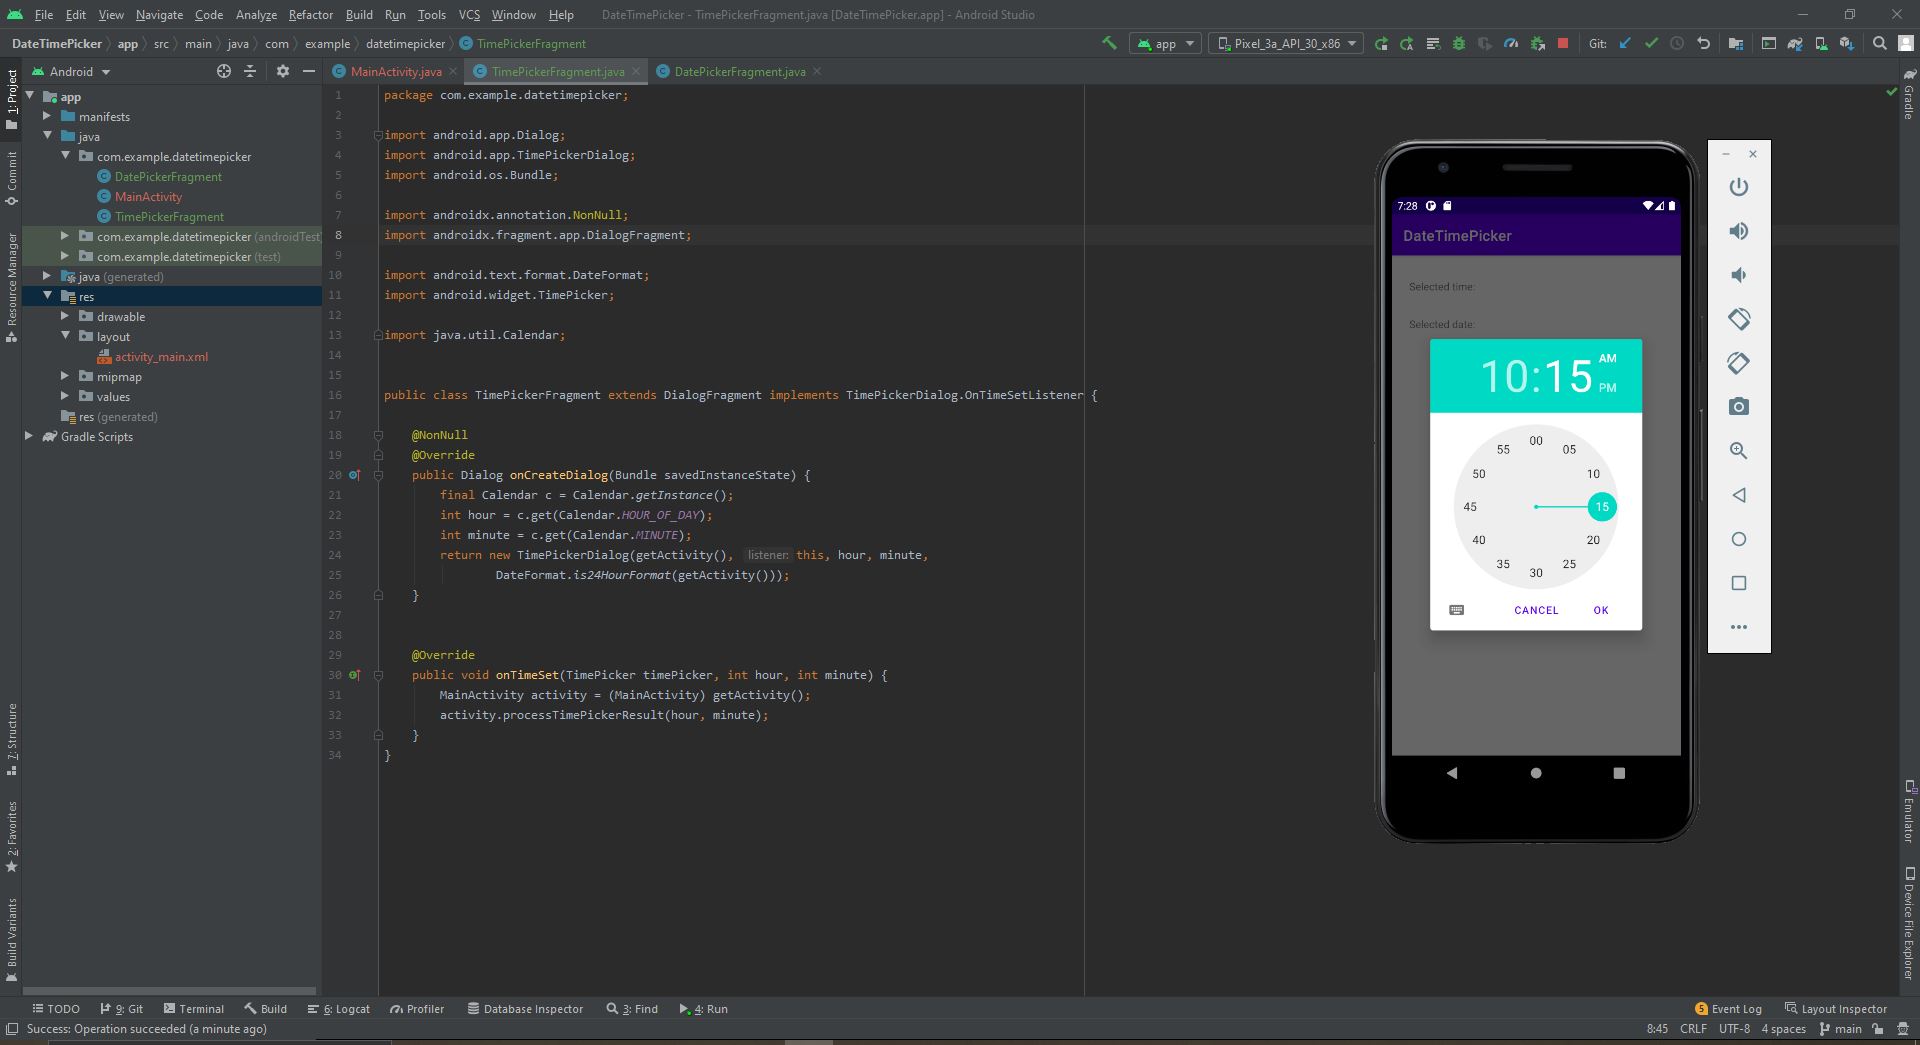 File Edit View Navigate Code Analyze Refactor Build Run Tools VCS Window Help DateTimePicker - TimePickerFragment.java [DateTimePicker.app] - Android Studio
DateTimePicker app src main java com example datetimepicker TimePickerFragment app Pixel_3a_API_30_x86 Git:
Android
MainActivity.java TimePickerFragment.java DatePickerFragment.java
1: Project
Commit
Resource Manager
7: Structure
2: Favorites
Build Variants
app
manifests
java
com.example.datetimepicker
DatePickerFragment
MainActivity
TimePickerFragment
com.example.datetimepicker (androidTest
com.example.datetimepicker (test)
java (generated)
res
drawable
layout
activity_main.xml
mipmap
values
res (generated)
Gradle Scripts
1 package com.example.datetimepicker;
2
3 import android.app.Dialog;
4 import android.app.TimePickerDialog;
5 import android.os.Bundle;
6
7 import androidx.annotation.NonNull;
8 import androidx.fragment.app.DialogFragment;
9
10 import android.text.format.DateFormat;
11 import android.widget.TimePicker;
12
13 import java.util.Calendar;
14
15
16 public class TimePickerFragment extends DialogFragment implements TimePickerDialog.OnTimeSetListener {
17
18 @NonNull
19 @Override
20 public Dialog onCreateDialog(Bundle savedInstanceState) {
21 final Calendar c = Calendar.getInstance();
22 int hour = c.get(Calendar.HOUR_OF_DAY);
23 int minute = c.get(Calendar.MINUTE);
24 return new TimePickerDialog(getActivity(), listener: this, hour, minute,
25 DateFormat.is24HourFormat(getActivity()));
26 }
27
28
29 @Override
30 public void onTimeSet(TimePicker timePicker, int hour, int minute) {
31 MainActivity activity = (MainActivity) getActivity();
32 activity.processTimePickerResult(hour, minute);
33 }
34 }
7:28
DateTimePicker
Selected time:
Selected date:
10:15 AM
PM
00
55 05
50 10
45 15
40 20
35 25
30
CANCEL OK
Gradle
Emulator
Device File Explorer
TODO 9: Git Terminal Build 6: Logcat Profiler Database Inspector 3: Find 4: Run 5 Event Log Layout Inspector
Success: Operation succeeded (a minute ago) 8:45 CRLF UTF-8 4 spaces main